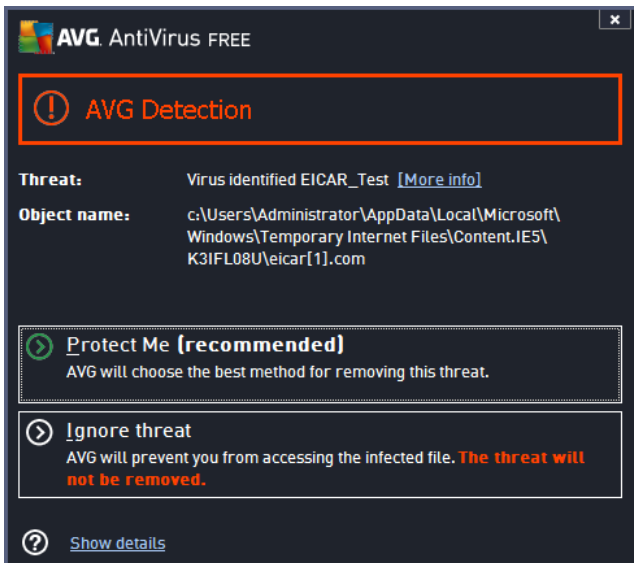 AVG. AntiVirus FREE
x
AVG Detection
Threat: Virus identified EICAR_Test [More info]
Object name: c:\Users\Administrator\AppData\Local\Microsoft\
Windows\Temporary Internet Files\Content.IE5\
K3IFL08U\eicar[1].com
Protect Me (recommended)
AVG will choose the best method for removing this threat.
Ignore threat
AVG will prevent you from accessing the infected file. The threat will
not be removed.
? Show details